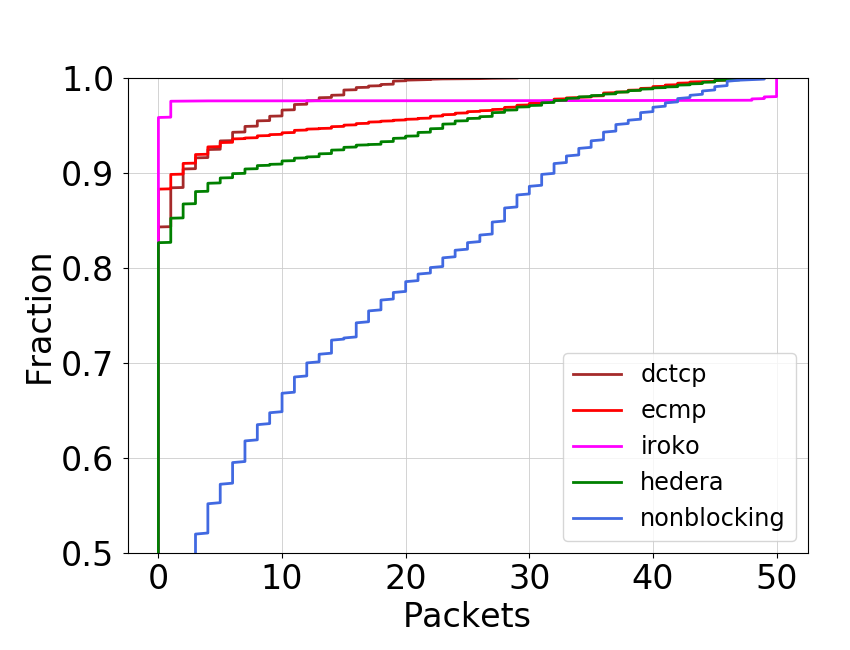 1.0
0.9
0.8
0.7
0.6
0.5
Fraction
dctcp
ecmp
iroko
hedera
nonblocking
0 10 20 30 40 50
Packets